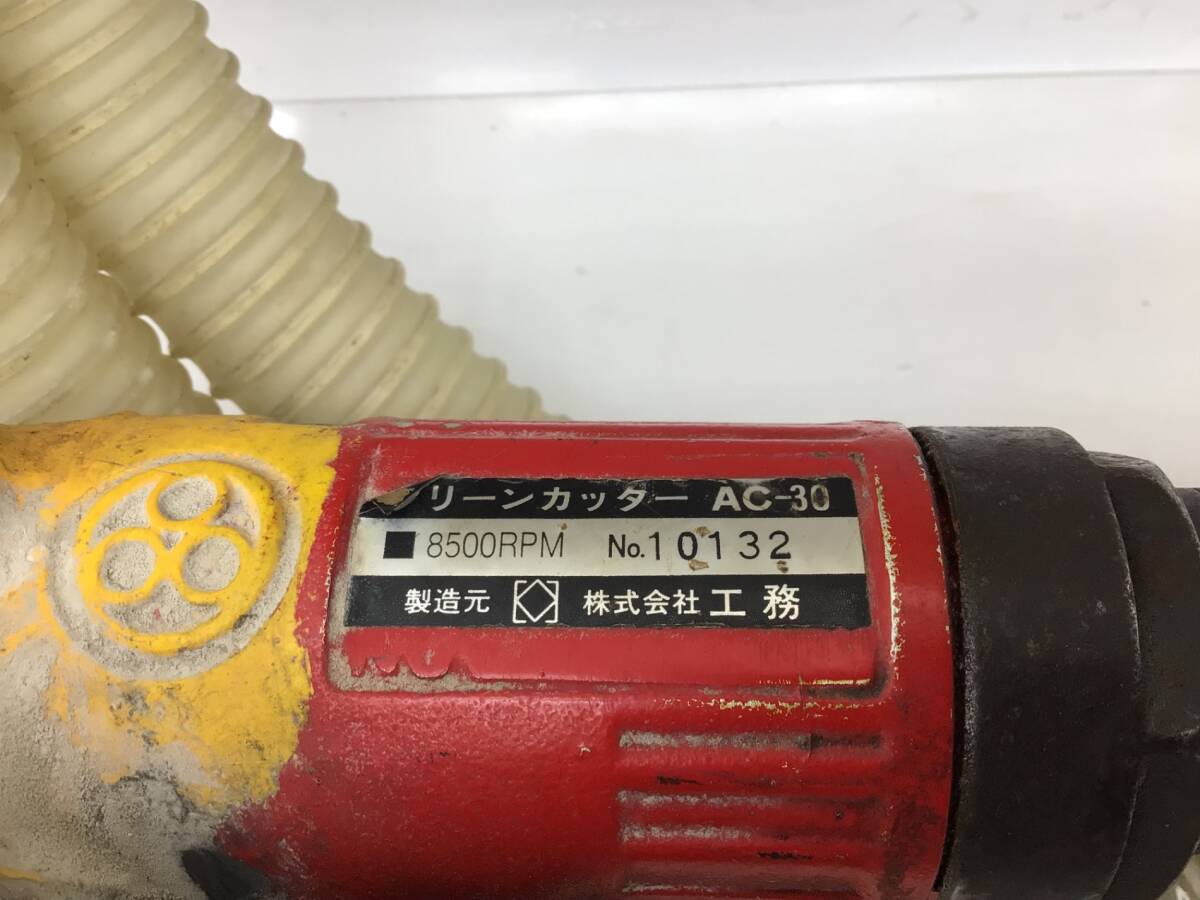 クリーンカッター AC-30
■ 8500RPM No.10132
製造元 株式会社 工務